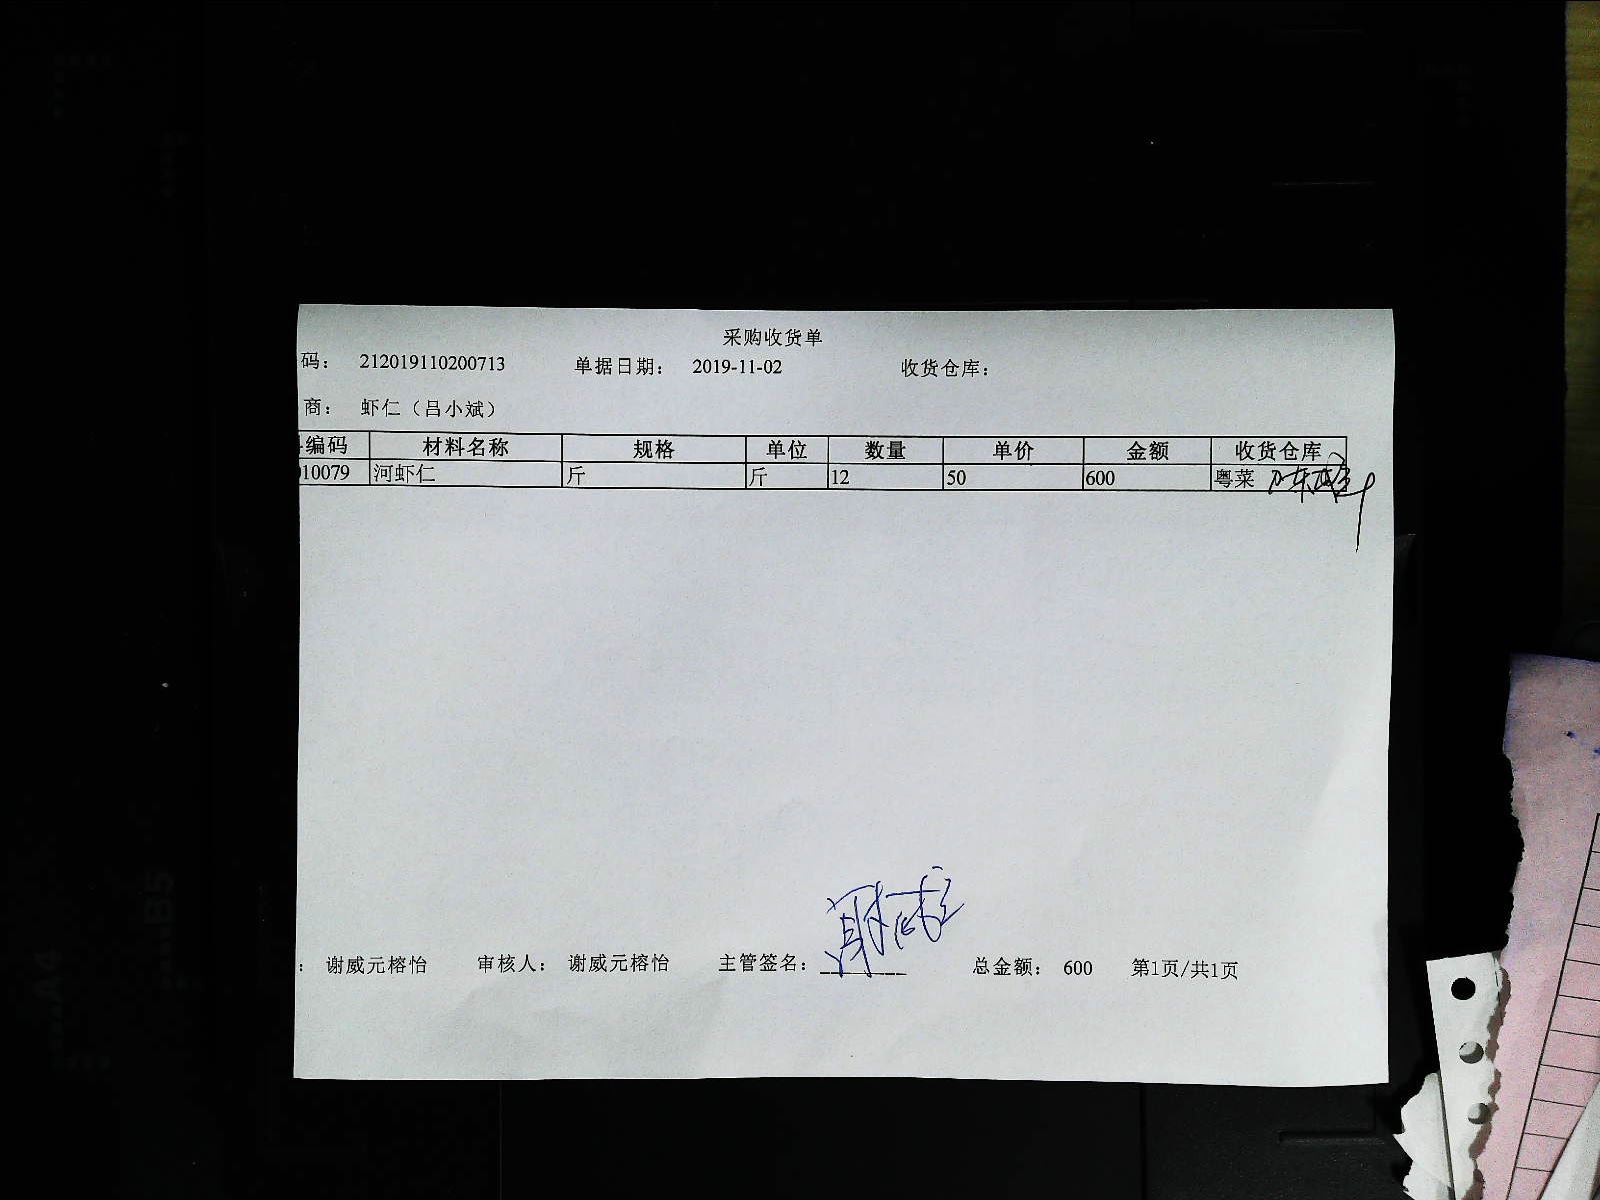 采购收货单
码： 212019110200713 单据日期： 2019-11-02 收货仓库：
商： 虾仁（吕小斌）
编码 材料名称 规格 单位 数量 单价 金额 收货仓库
10079 河虾仁 斤 斤 12 50 600 粤菜
： 谢威元榕怡 审核人： 谢威元榕怡 主管签名： 总金额： 600 第1页/共1页
B5
A4